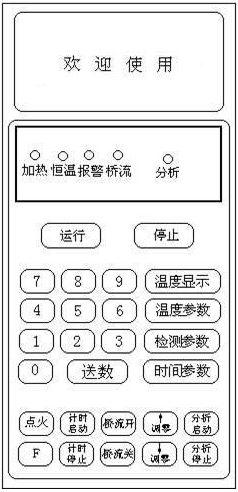 欢迎使用
加热 恒温 报警 桥流 分析
运行 停止
7 8 9 温度显示
4 5 6 温度参数
1 2 3 检测参数
0 送数 时间参数
点火 计时启动 桥流开 ↑调零 分析启动
F 计时停止 桥流关 ↓调零 分析停止